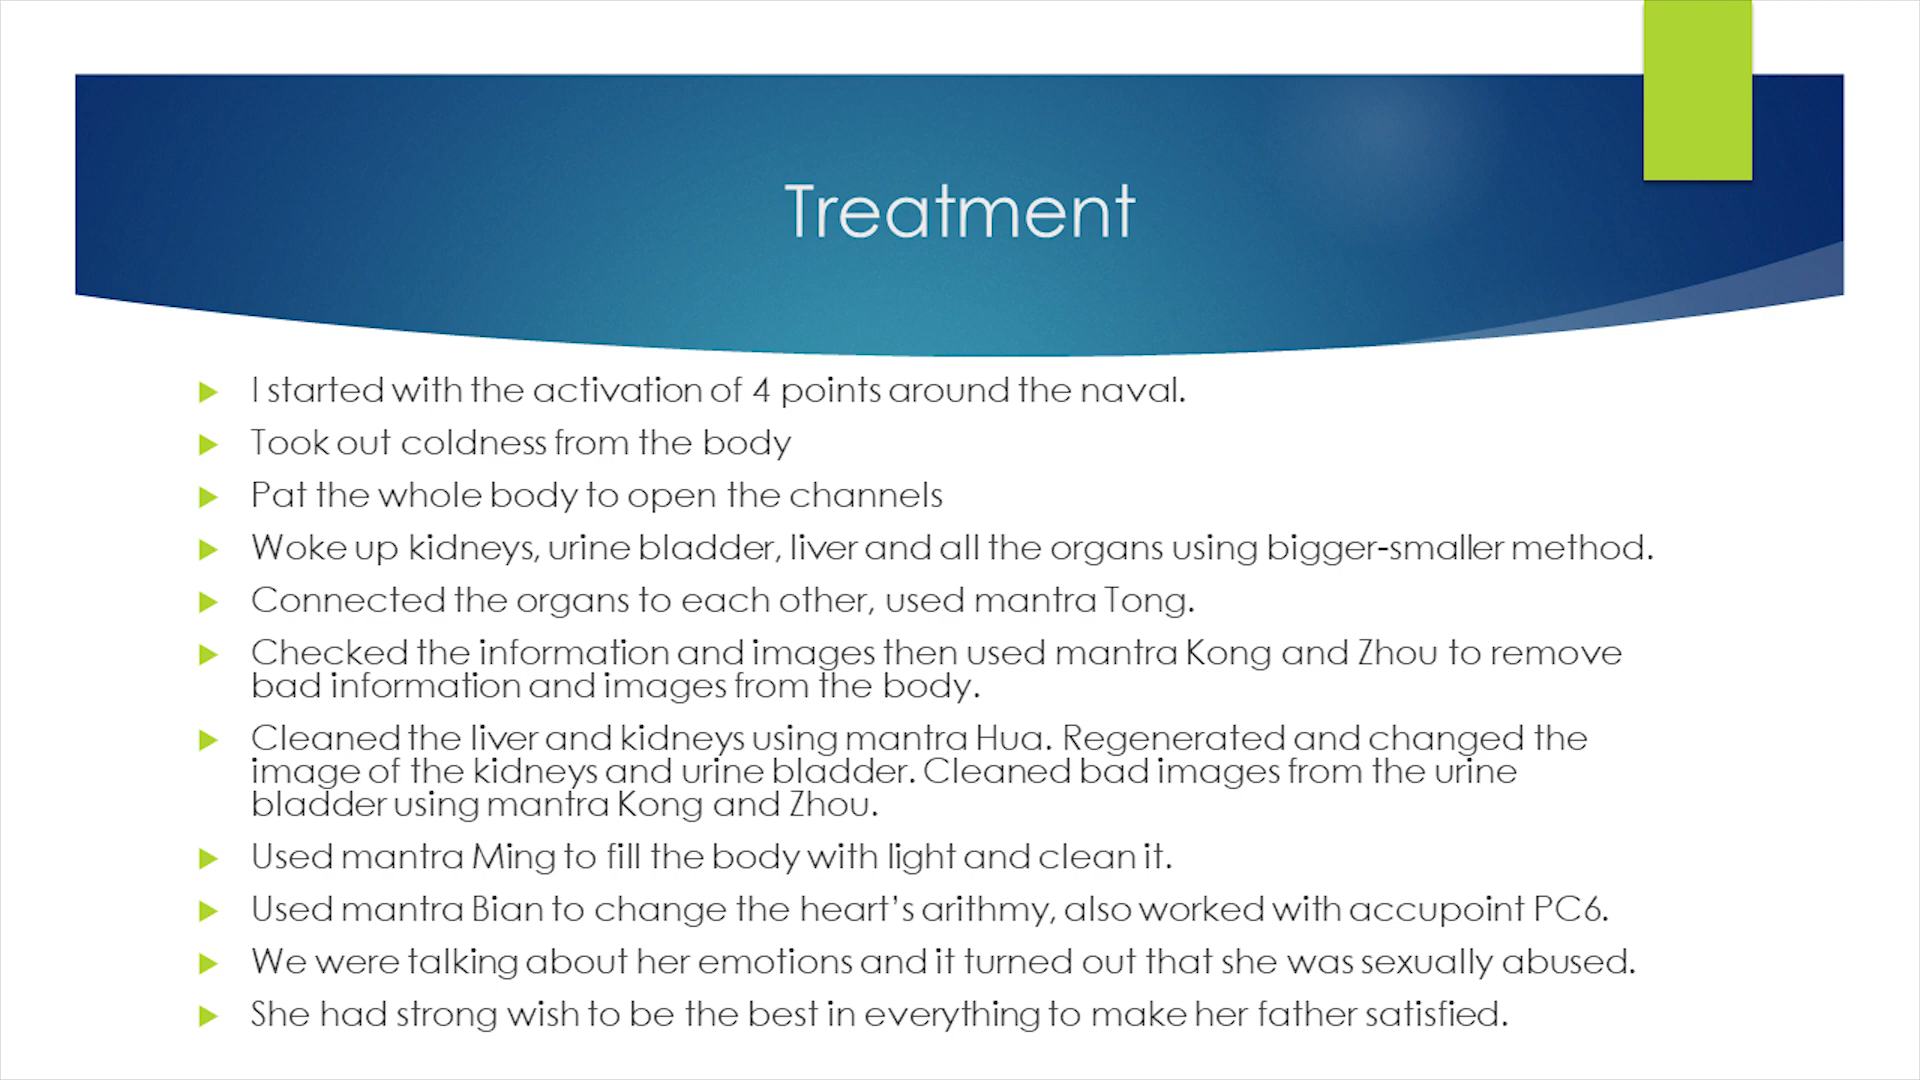 Treatment
I started with the activation of 4 points around the naval.
Took out coldness from the body
Pat the whole body to open the channels
Woke up kidneys, urine bladder, liver and all the organs using bigger-smaller method.
Connected the organs to each other, used mantra Tong.
Checked the information and images then used mantra Kong and Zhou to remove
bad information and images from the body.
Cleaned the liver and kidneys using mantra Hua. Regenerated and changed the
image of the kidneys and urine bladder. Cleaned bad images from the urine
bladder using mantra Kong and Zhou.
Used mantra Ming to fill the body with light and clean it.
Used mantra Bian to change the heart’s arithmy, also worked with accupoint PC6.
We were talking about her emotions and it turned out that she was sexually abused.
She had strong wish to be the best in everything to make her father satisfied.